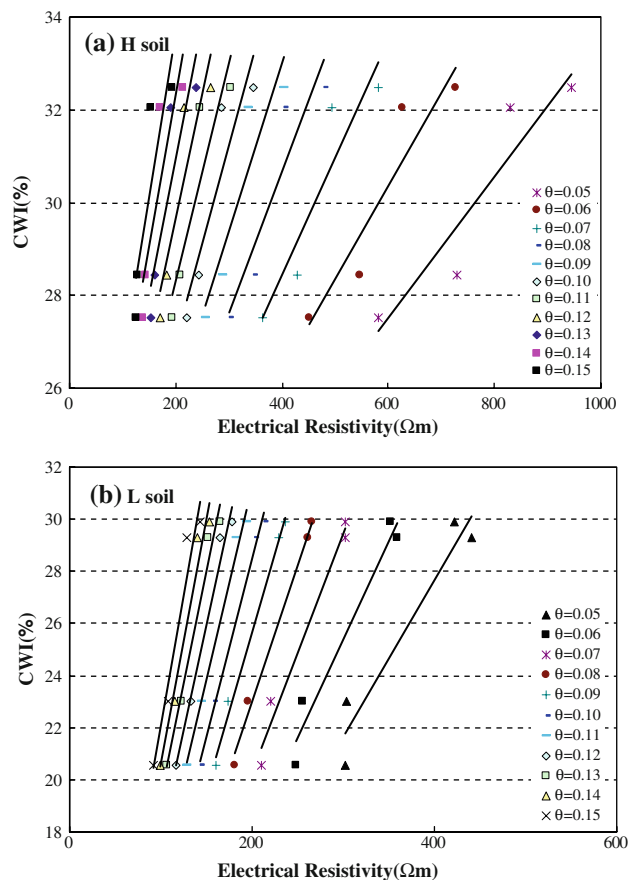 (a) H soil
CWI(%)
34
32
30
28
26
0 200 400 600 800 1000
Electrical Resistivity(Ωm)
θ=0.05
θ=0.06
θ=0.07
θ=0.08
θ=0.09
θ=0.10
θ=0.11
θ=0.12
θ=0.13
θ=0.14
θ=0.15
(b) L soil
CWI(%)
32
30
28
26
24
22
20
18
0 200 400 600
Electrical Resistivity(Ωm)
θ=0.05
θ=0.06
θ=0.07
θ=0.08
θ=0.09
θ=0.10
θ=0.11
θ=0.12
θ=0.13
θ=0.14
θ=0.15